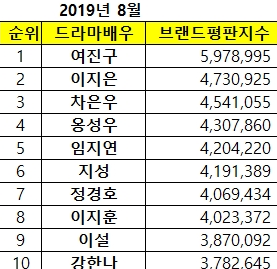 2019년 8월
순위 드라마배우 브랜드평판지수
1 여진구 5,978,995
2 이지은 4,730,925
3 차은우 4,541,055
4 옹성우 4,307,860
5 임지연 4,204,220
6 지성 4,191,389
7 정경호 4,069,434
8 이지훈 4,023,372
9 이설 3,870,092
10 강한나 3,782,645